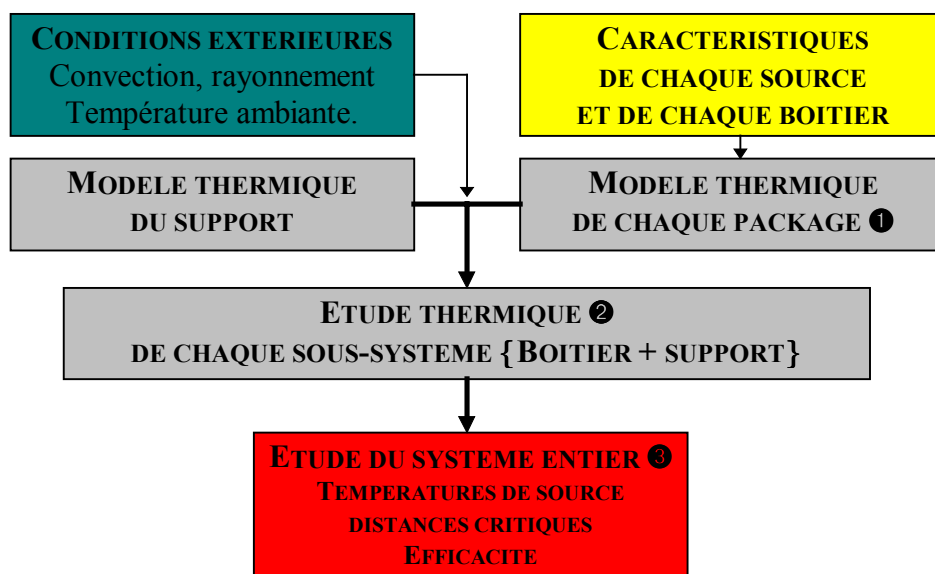 CONDITIONS EXTERIEURES
Convection, rayonnement
Température ambiante.
CARACTERISTIQUES
DE CHAQUE SOURCE
ET DE CHAQUE BOITIER
MODELE THERMIQUE
DU SUPPORT
MODELE THERMIQUE
DE CHAQUE PACKAGE ❶
ETUDE THERMIQUE ❷
DE CHAQUE SOUS-SYSTEME {BOITIER + SUPPORT}
ETUDE DU SYSTEME ENTIER ❸
TEMPERATURES DE SOURCE
DISTANCES CRITIQUES
EFFICACITE